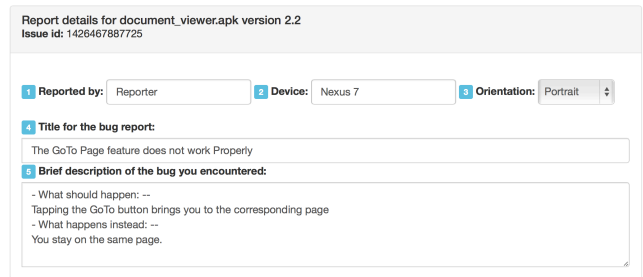 Report details for document_viewer.apk version 2.2
Issue id: 1426467887725
1 Reported by: Reporter 2 Device: Nexus 7 3 Orientation: Portrait
4 Title for the bug report:
The GoTo Page feature does not work Properly
5 Brief description of the bug you encountered:
- What should happen: --
Tapping the GoTo button brings you to the corresponding page
- What happens instead: --
You stay on the same page.